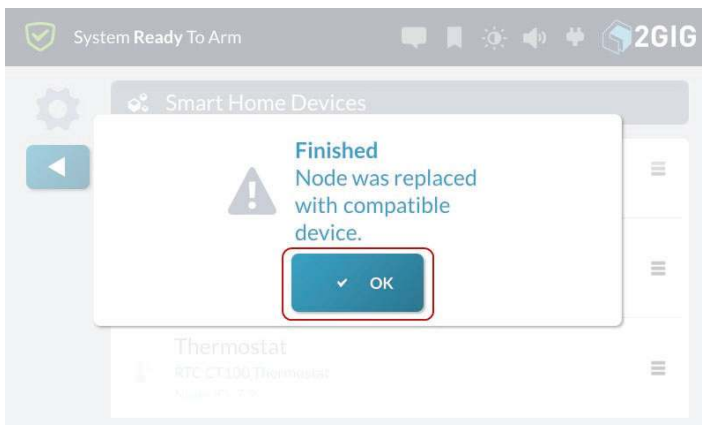 System Ready To Arm
2GIG
Smart Home Devices
Finished
Node was replaced
with compatible
device.
OK
Thermostat
RTC CT100 Thermostat